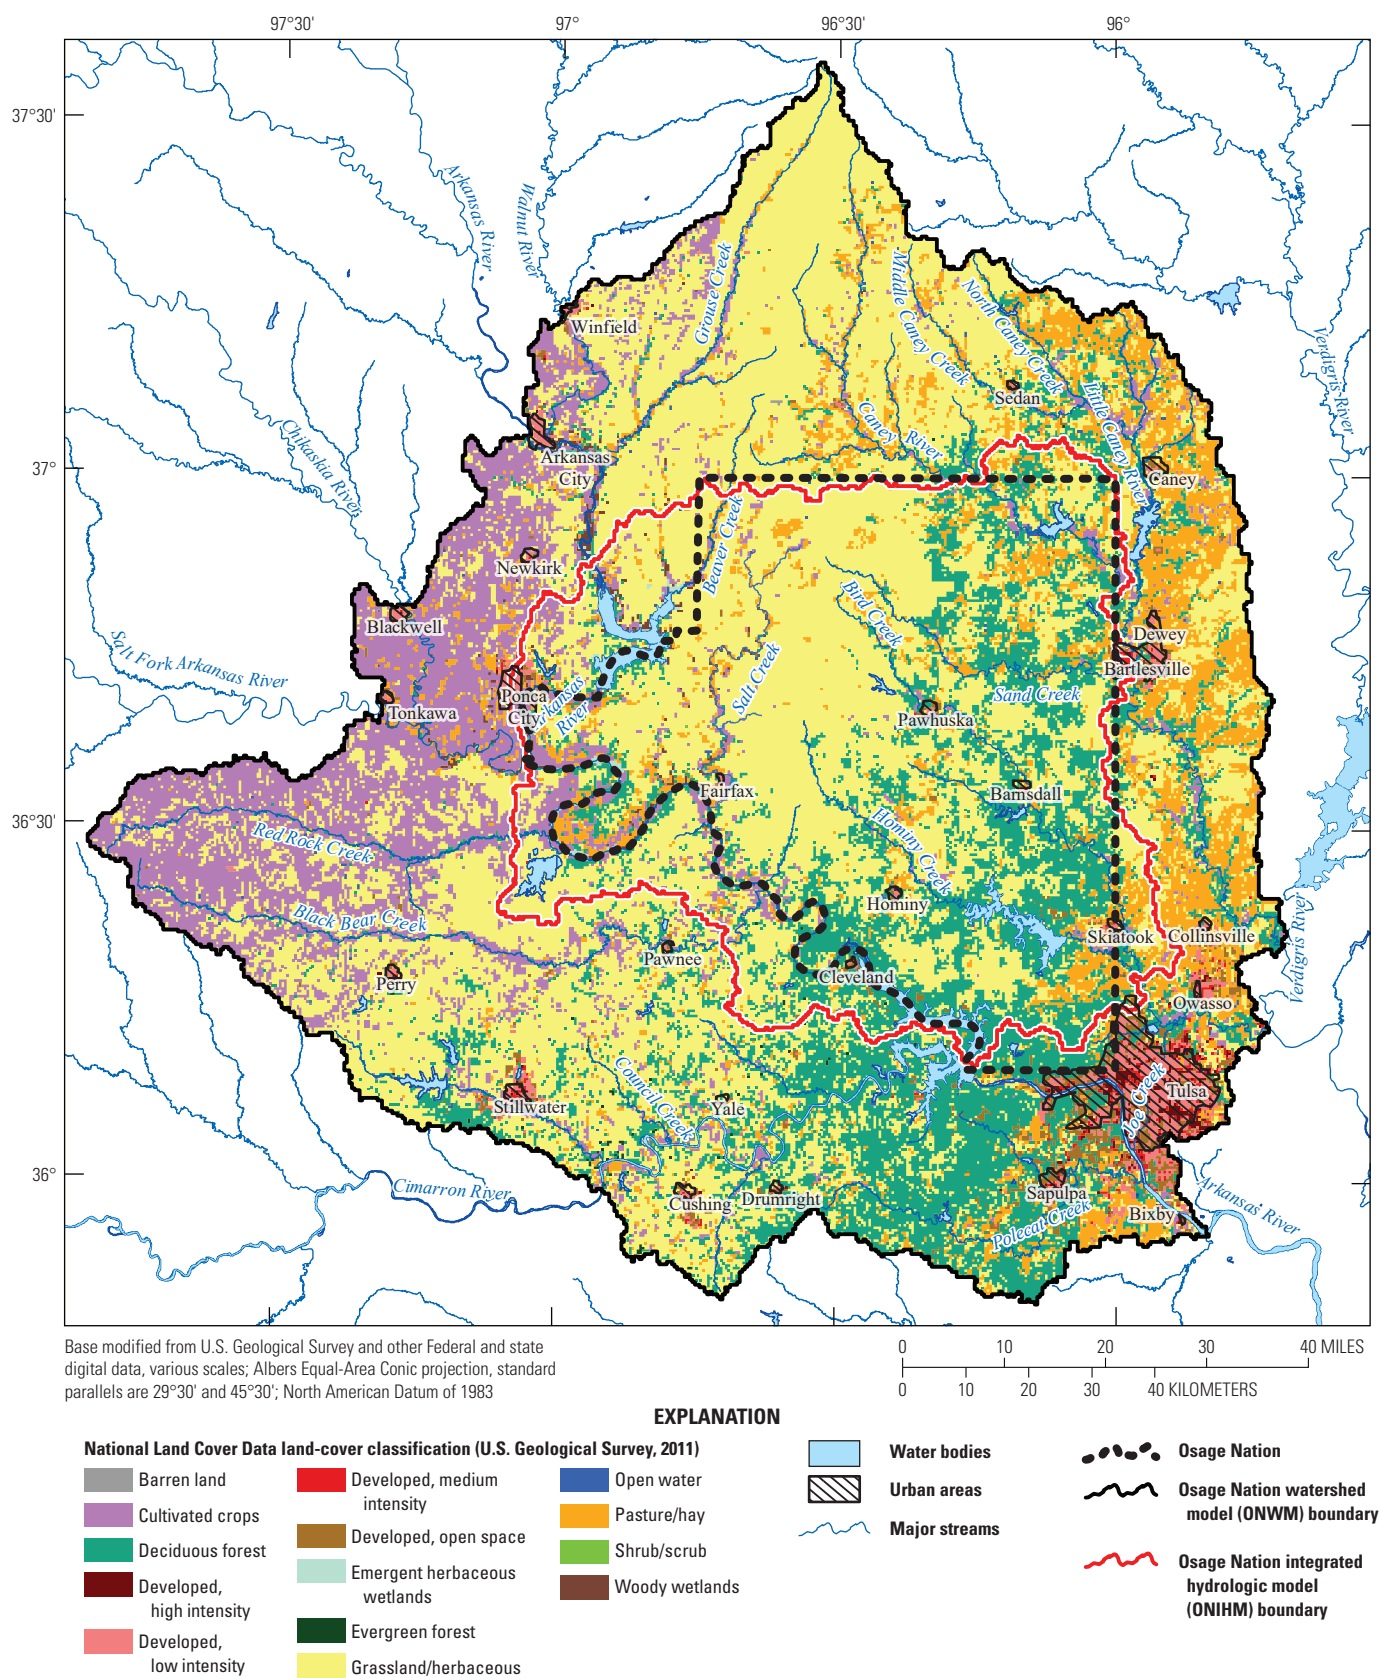 97°30'
97°
96°30'
96°
37°30'
37°
36°30'
36°
Arkansas River
Walnut River
Grouse Creek
Middle Caney Creek
North Caney Creek
Little Caney River
Verdigris River
Winfield
Sedan
Caney River
Arkansas
City
Caney
Chikaskia River
Beaver Creek
Newkirk
Bird Creek
Blackwell
Dewey
Bartlesville
Salt Fork Arkansas River
Salt Creek
Sand Creek
Ponca
City
Arkansas
River
Tonkawa
Pawhuska
Fairfax
Barnsdall
Red Rock Creek
Hominy Creek
Hominy
Black Bear Creek
Skiatook
Collinsville
Verdigris River
Pawnee
Cleveland
Perry
Owasso
Council Creek
Joe Creek
Tulsa
Stillwater
Yale
Cimarron River
Cushing
Drumright
Sapulpa
Polecat Creek
Bixby
Arkansas River
Base modified from U.S. Geological Survey and other Federal and state
digital data, various scales; Albers Equal-Area Conic projection, standard
parallels are 29°30' and 45°30'; North American Datum of 1983
0 10 20 30 40 MILES
0 10 20 30 40 KILOMETERS
EXPLANATION
National Land Cover Data land-cover classification (U.S. Geological Survey, 2011)
Barren land
Cultivated crops
Deciduous forest
Developed,
high intensity
Developed,
low intensity
Developed, medium
intensity
Developed, open space
Emergent herbaceous
wetlands
Evergreen forest
Grassland/herbaceous
Open water
Pasture/hay
Shrub/scrub
Woody wetlands
Water bodies
Urban areas
Major streams
Osage Nation
Osage Nation watershed
model (ONWM) boundary
Osage Nation integrated
hydrologic model
(ONIHM) boundary